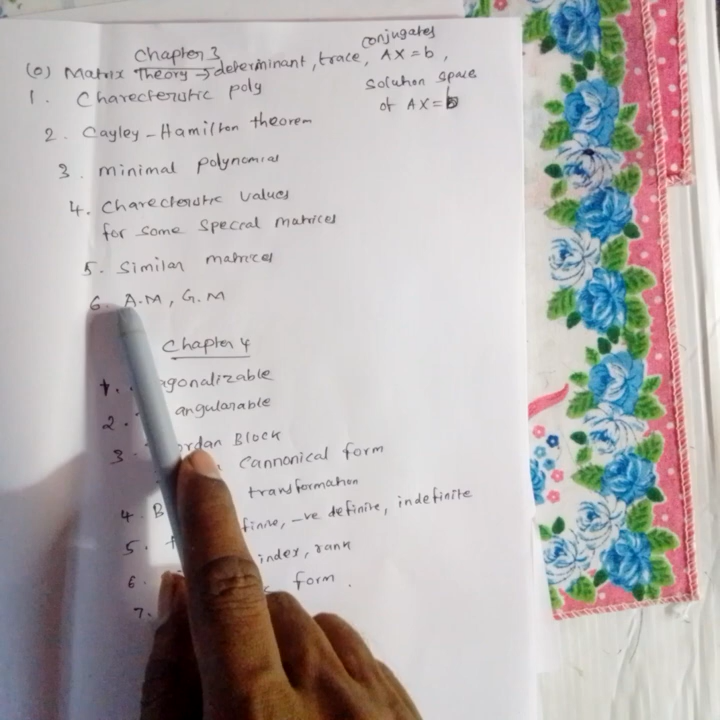 Chapter 3
conjugates
(0) Matrix Theory → determinant, trace, AX = b,
solution space
of AX = b
1. Charecteristic poly
2. Cayley-Hamilton theorem
3. minimal polynomial
4. Charecteristic values
for some special matrices
5. Similar matrices
6. A.M, G.M
Chapter 4
1. agonalizable
2. angularable
3 ordan Block
Cannonical form
transformation
4. B
finite, -ve definite, indefinite
5.
index, rank
6. form.
7.